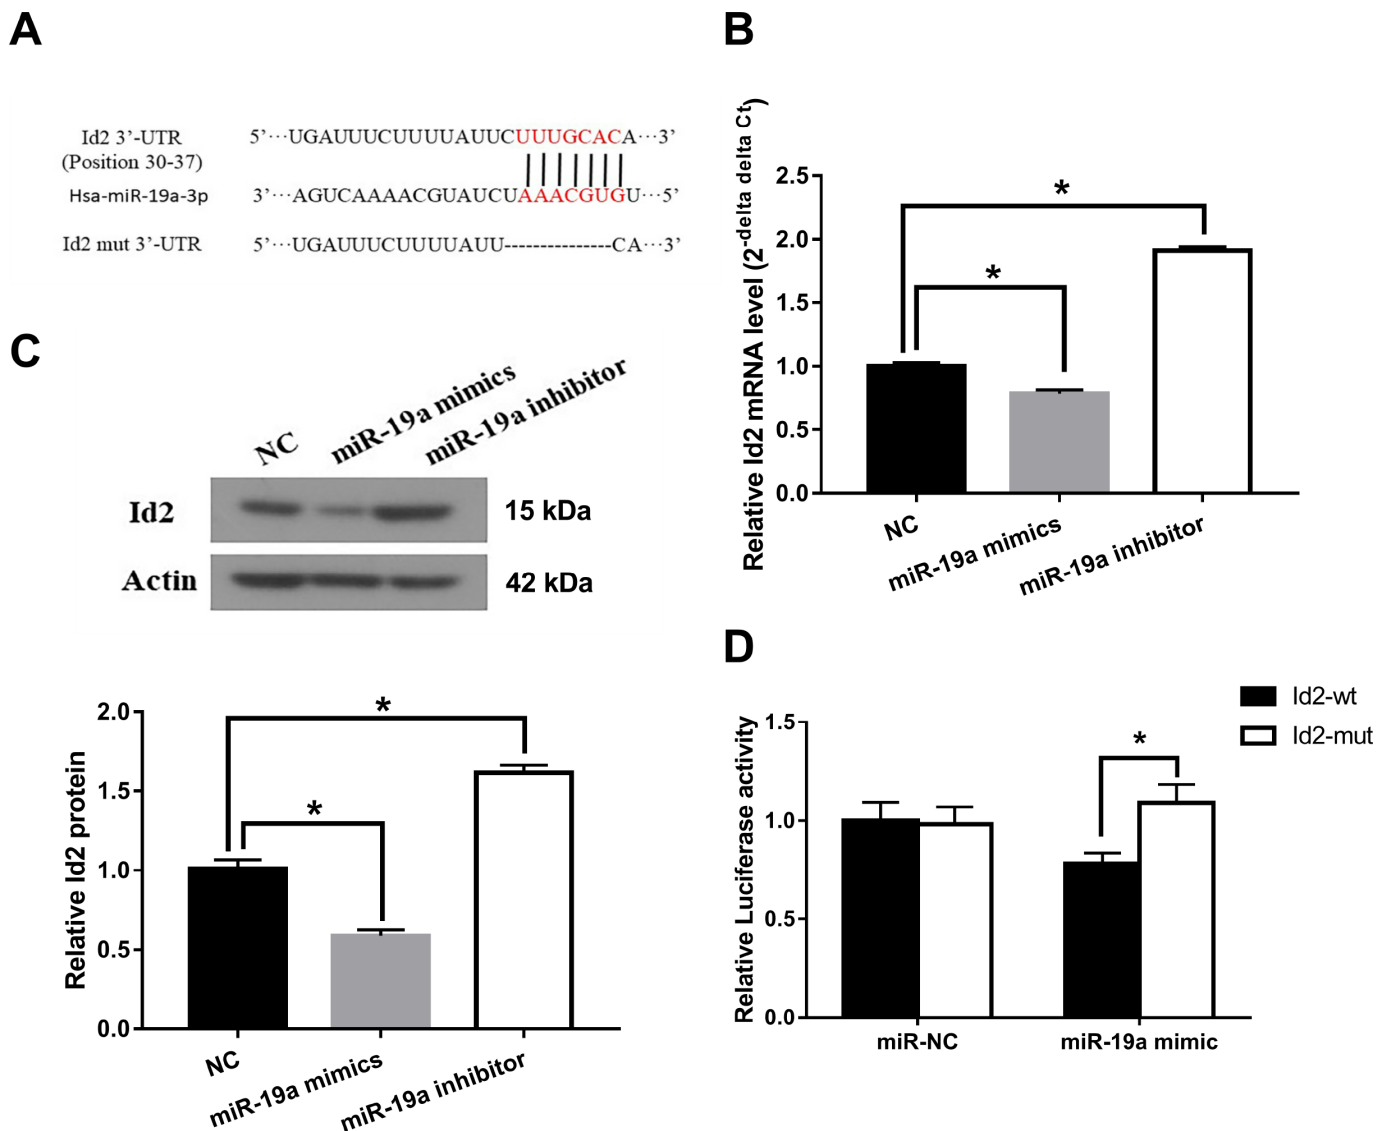 A
Id2 3’-UTR
(Position 30-37)
5’···UGAUUUCUUUUAUUCUUUGCACA···3’
Hsa-miR-19a-3p
3’···AGUCAAAACGUAUCUAAACGUGU···5’
Id2 mut 3’-UTR
5’···UGAUUUCUUUUAUU---------------CA···3’
B
Relative Id2 mRNA level (2-delta delta Ct)
2.5
2.0
1.5
1.0
0.5
0.0
*
*
NC
miR-19a mimics
miR-19a inhibitor
C
NC
miR-19a mimics
miR-19a inhibitor
Id2
15 kDa
Actin
42 kDa
Relative Id2 protein
2.0
1.5
1.0
0.5
0.0
*
*
NC
miR-19a mimics
miR-19a inhibitor
D
Id2-wt
Id2-mut
Relative Luciferase activity
1.5
1.0
0.5
0.0
*
miR-NC
miR-19a mimic